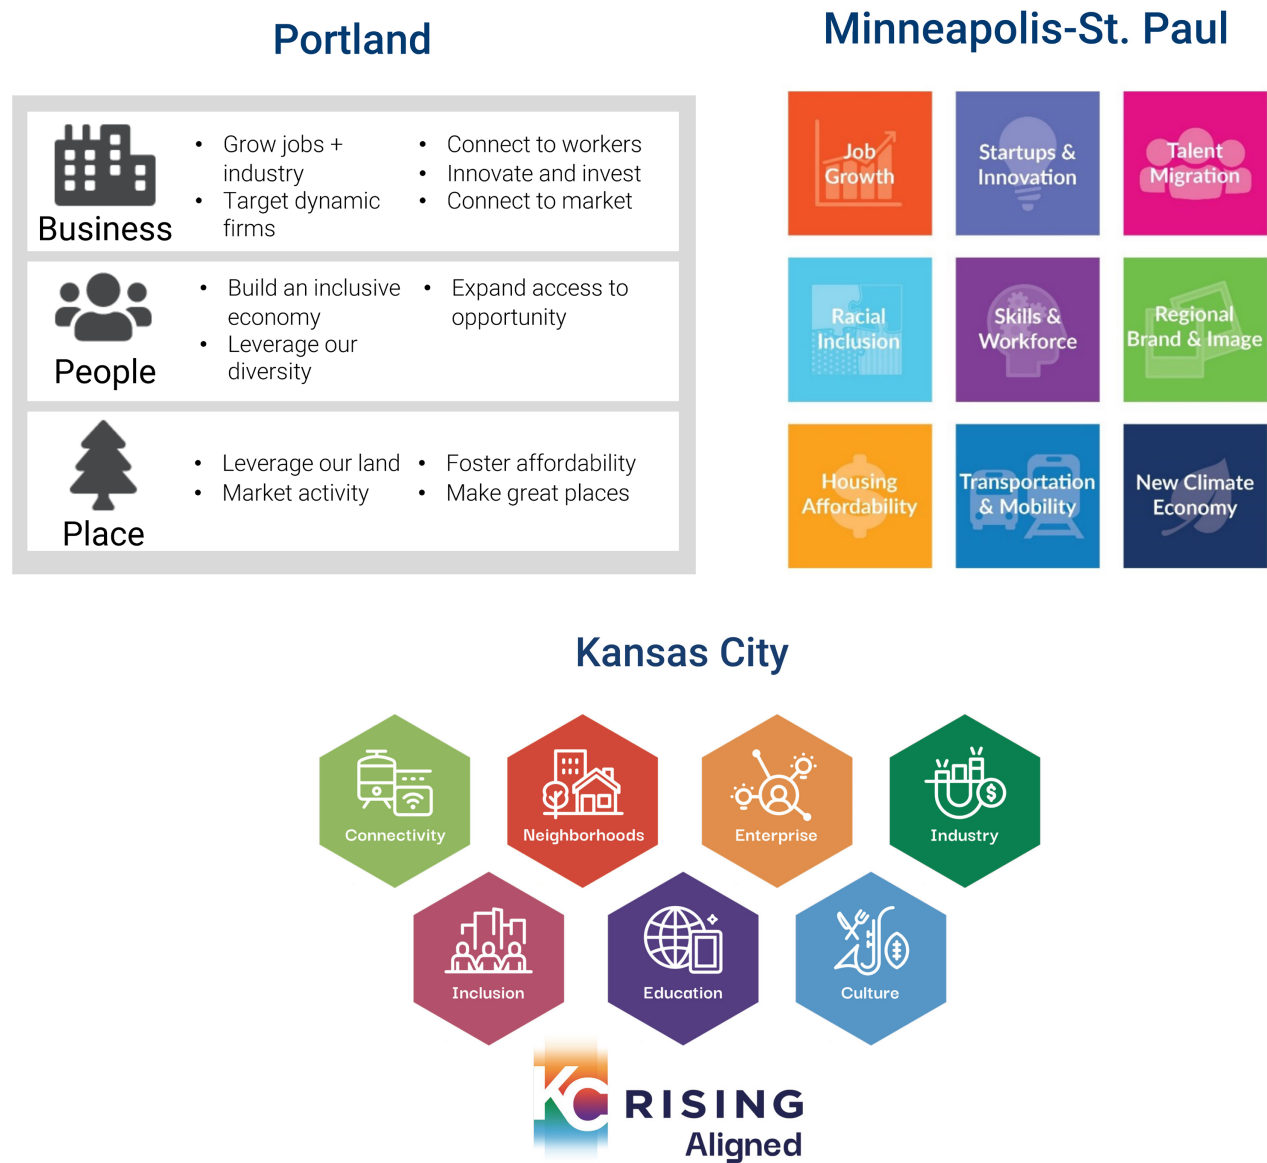 Portland
Business
• Grow jobs +
industry
• Target dynamic
firms
• Connect to workers
• Innovate and invest
• Connect to market
People
• Build an inclusive
economy
• Leverage our
diversity
• Expand access to
opportunity
Place
• Leverage our land
• Market activity
• Foster affordability
• Make great places
Minneapolis-St. Paul
Job
Growth
Startups &
Innovation
Talent
Migration
Racial
Inclusion
Skills &
Workforce
Regional
Brand & Image
Housing
Affordability
Transportation
& Mobility
New Climate
Economy
Kansas City
Connectivity
Neighborhoods
Enterprise
Industry
Inclusion
Education
Culture
KC RISING
Aligned